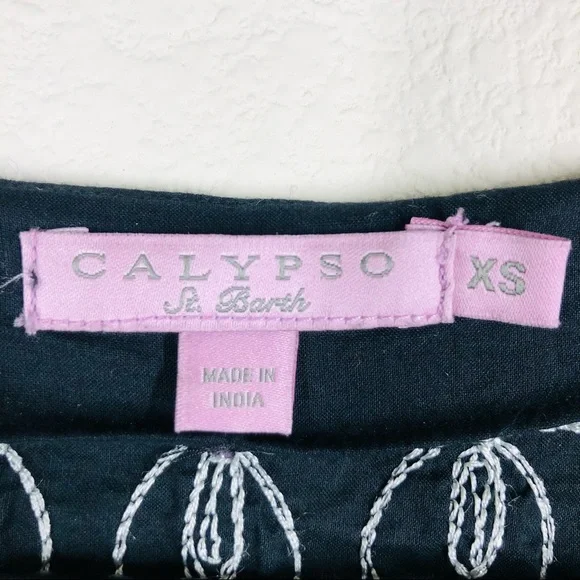 CALYPSO
St. Barth
XS
MADE IN
INDIA